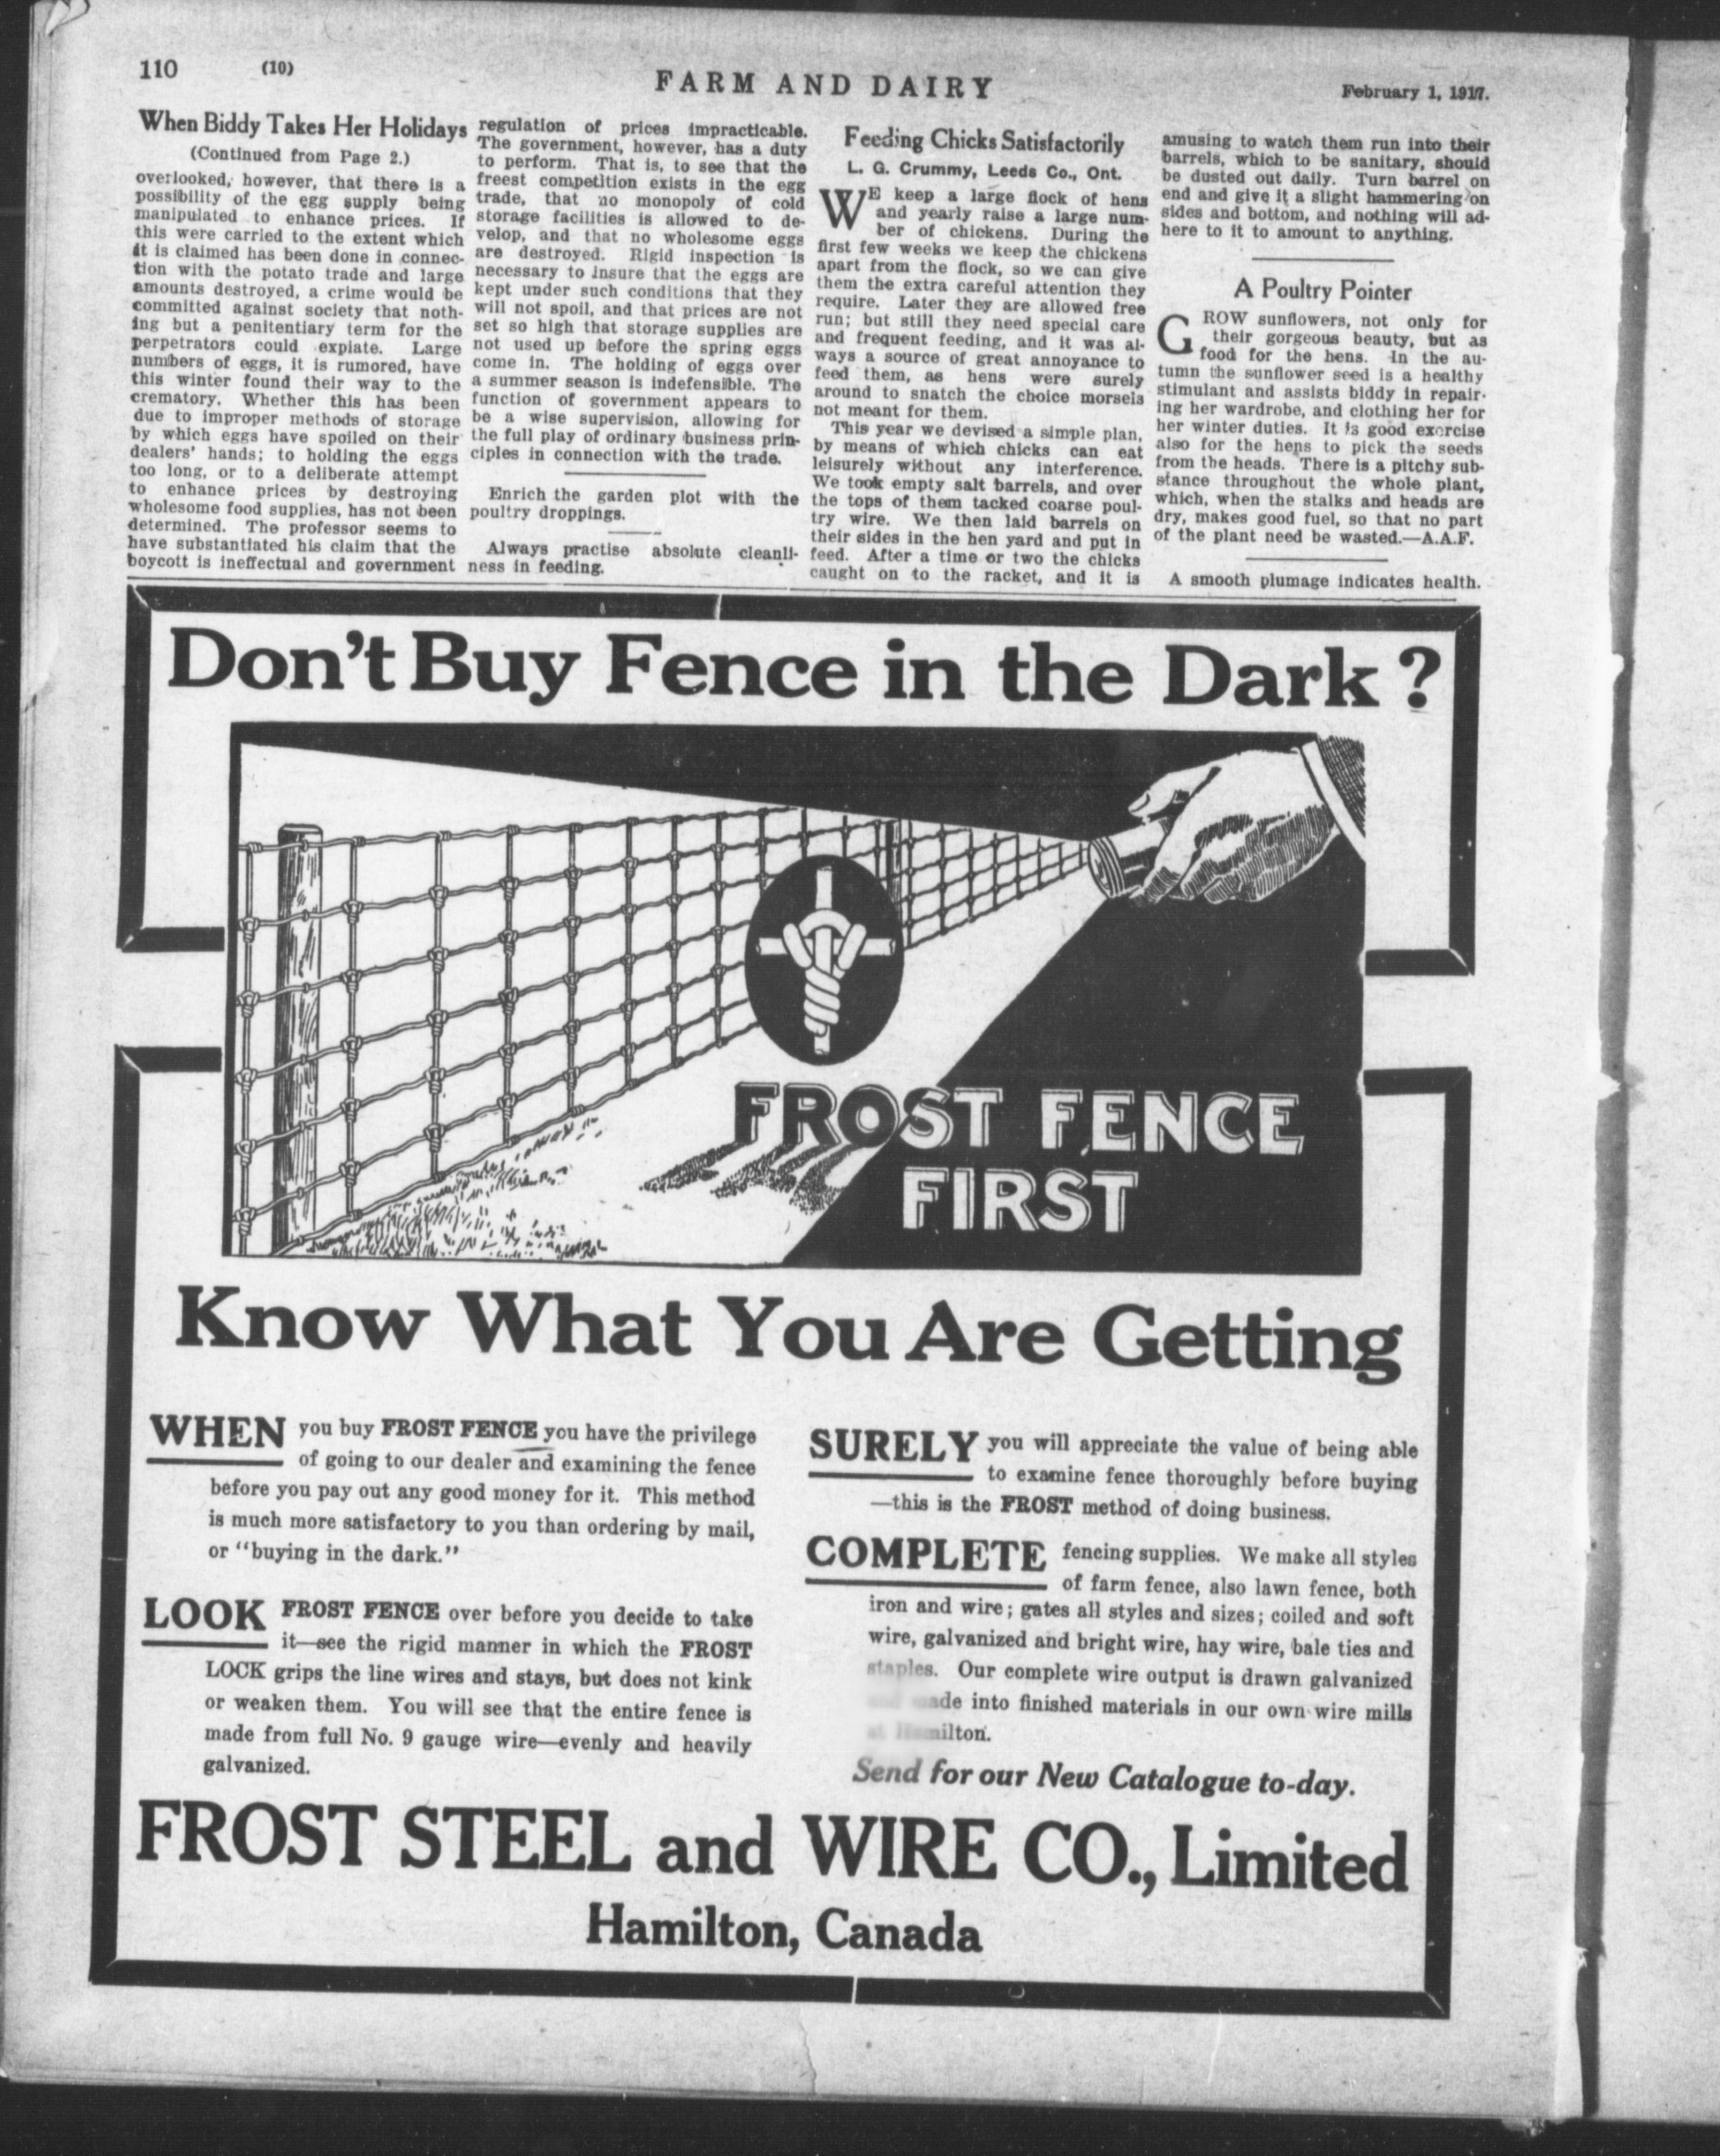 110
(10)
FARM AND DAIRY
February 1, 1917.
When Biddy Takes Her Holidays
(Continued from Page 2.)
overlooked, however, that there is a
possibility of the egg supply being
manipulated to enhance prices. If
this were carried to the extent which
it is claimed has been done in connec-
tion with the potato trade and large
amounts destroyed, a crime would be
committed against society that noth-
ing but a penitentiary term for the
perpetrators could expiate. Large
numbers of eggs, it is rumored, have
this winter found their way to the
crematory. Whether this has been
due to improper methods of storage
by which eggs have spoiled on their
dealers' hands; to holding the eggs
too long, or to a deliberate attempt
to enhance prices by destroying
wholesome food supplies, has not been
determined. The professor seems to
have substantiated his claim that the
boycott is ineffectual and government
regulation of prices impracticable.
The government, however, has a duty
to perform. That is, to see that the
freest competition exists in the egg
trade, that no monopoly of cold
storage facilities is allowed to de-
velop, and that no wholesome eggs
are destroyed. Rigid inspection is
necessary to insure that the eggs are
kept under such conditions that they
will not spoil, and that prices are not
set so high that storage supplies are
not used up before the spring eggs
come in. The holding of eggs over
a summer season is indefensible. The
function of government appears to
be a wise supervision, allowing for
the full play of ordinary business prin-
ciples in connection with the trade.
Enrich the garden plot with the
poultry droppings.
Always practise absolute cleanli-
ness in feeding.
Feeding Chicks Satisfactorily
L. G. Crummy, Leeds Co., Ont.
WE keep a large flock of hens
and yearly raise a large num-
ber of chickens. During the
first few weeks we keep the chickens
apart from the flock, so we can give
them the extra careful attention they
require. Later they are allowed free
run; but still they need special care
and frequent feeding, and it was al-
ways a source of great annoyance to
feed them, as hens were surely
around to snatch the choice morsels
not meant for them.
This year we devised a simple plan,
by means of which chicks can eat
leisurely without any interference.
We took empty salt barrels, and over
the tops of them tacked coarse poul-
try wire. We then laid barrels on
their sides in the hen yard and put in
feed. After a time or two the chicks
caught on to the racket, and it is
amusing to watch them run into their
barrels, which to be sanitary, should
be dusted out daily. Turn barrel on
end and give it a slight hammering on
sides and bottom, and nothing will ad-
here to it to amount to anything.
A Poultry Pointer
GROW sunflowers, not only for
their gorgeous beauty, but as
food for the hens. In the au-
tumn the sunflower seed is a healthy
stimulant and assists biddy in repair-
ing her wardrobe, and clothing her for
her winter duties. It is good exercise
also for the hens to pick the seeds
from the heads. There is a pitchy sub-
stance throughout the whole plant,
which, when the stalks and heads are
dry, makes good fuel, so that no part
of the plant need be wasted.—A.A.F.
A smooth plumage indicates health.
Don't Buy Fence in the Dark?
FROST FENCE
FIRST
Know What You Are Getting
WHEN you buy FROST FENCE you have the privilege
of going to our dealer and examining the fence
before you pay out any good money for it. This method
is much more satisfactory to you than ordering by mail,
or "buying in the dark."
LOOK FROST FENCE over before you decide to take
it—see the rigid manner in which the FROST
LOCK grips the line wires and stays, but does not kink
or weaken them. You will see that the entire fence is
made from full No. 9 gauge wire—evenly and heavily
galvanized.
SURELY you will appreciate the value of being able
to examine fence thoroughly before buying
—this is the FROST method of doing business.
COMPLETE fencing supplies. We make all styles
of farm fence, also lawn fence, both
iron and wire; gates all styles and sizes; coiled and soft
wire, galvanized and bright wire, hay wire, bale ties and
staples. Our complete wire output is drawn galvanized
and made into finished materials in our own wire mills
at Hamilton.
Send for our New Catalogue to-day.
FROST STEEL and WIRE CO., Limited
Hamilton, Canada